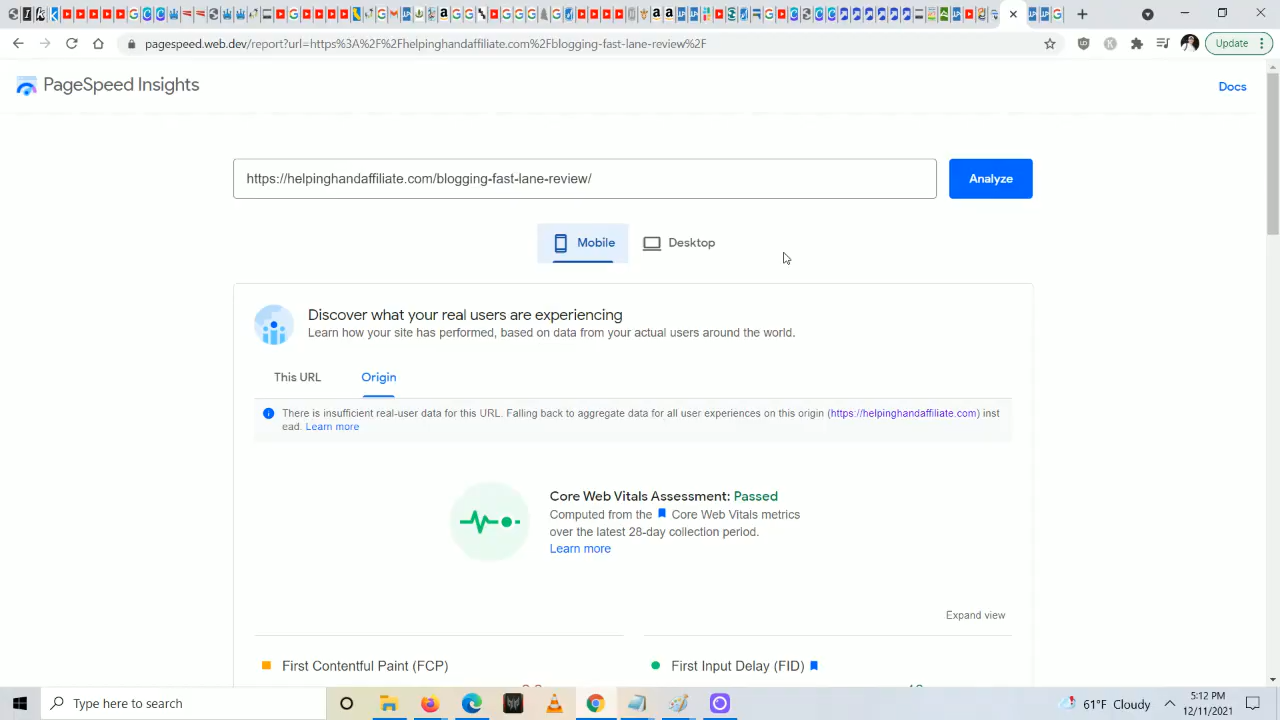 pagespeed.web.dev/report?url=https%3A%2F%2Fhelpinghandaffiliate.com%2Fblogging-fast-lane-review%2F
Update
PageSpeed Insights
Docs
https://helpinghandaffiliate.com/blogging-fast-lane-review/
Analyze
Mobile
Desktop
Discover what your real users are experiencing
Learn how your site has performed, based on data from your actual users around the world.
This URL
Origin
There is insufficient real-user data for this URL. Falling back to aggregate data for all user experiences on this origin (https://helpinghandaffiliate.com) inst
ead. Learn more
Core Web Vitals Assessment: Passed
Computed from the Core Web Vitals metrics
over the latest 28-day collection period.
Learn more
Expand view
First Contentful Paint (FCP)
First Input Delay (FID)
Type here to search
61°F Cloudy
5:12 PM
12/11/2021